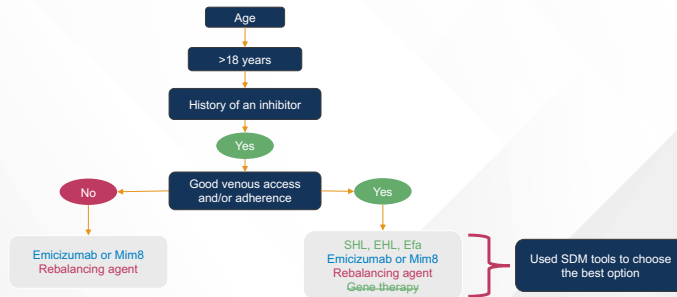 Age
>18 years
History of an inhibitor
Yes
No
Good venous access
and/or adherence
Yes
Emicizumab or Mim8
Rebalancing agent
SHL, EHL, Efa
Emicizumab or Mim8
Rebalancing agent
Gene therapy
Used SDM tools to choose
the best option